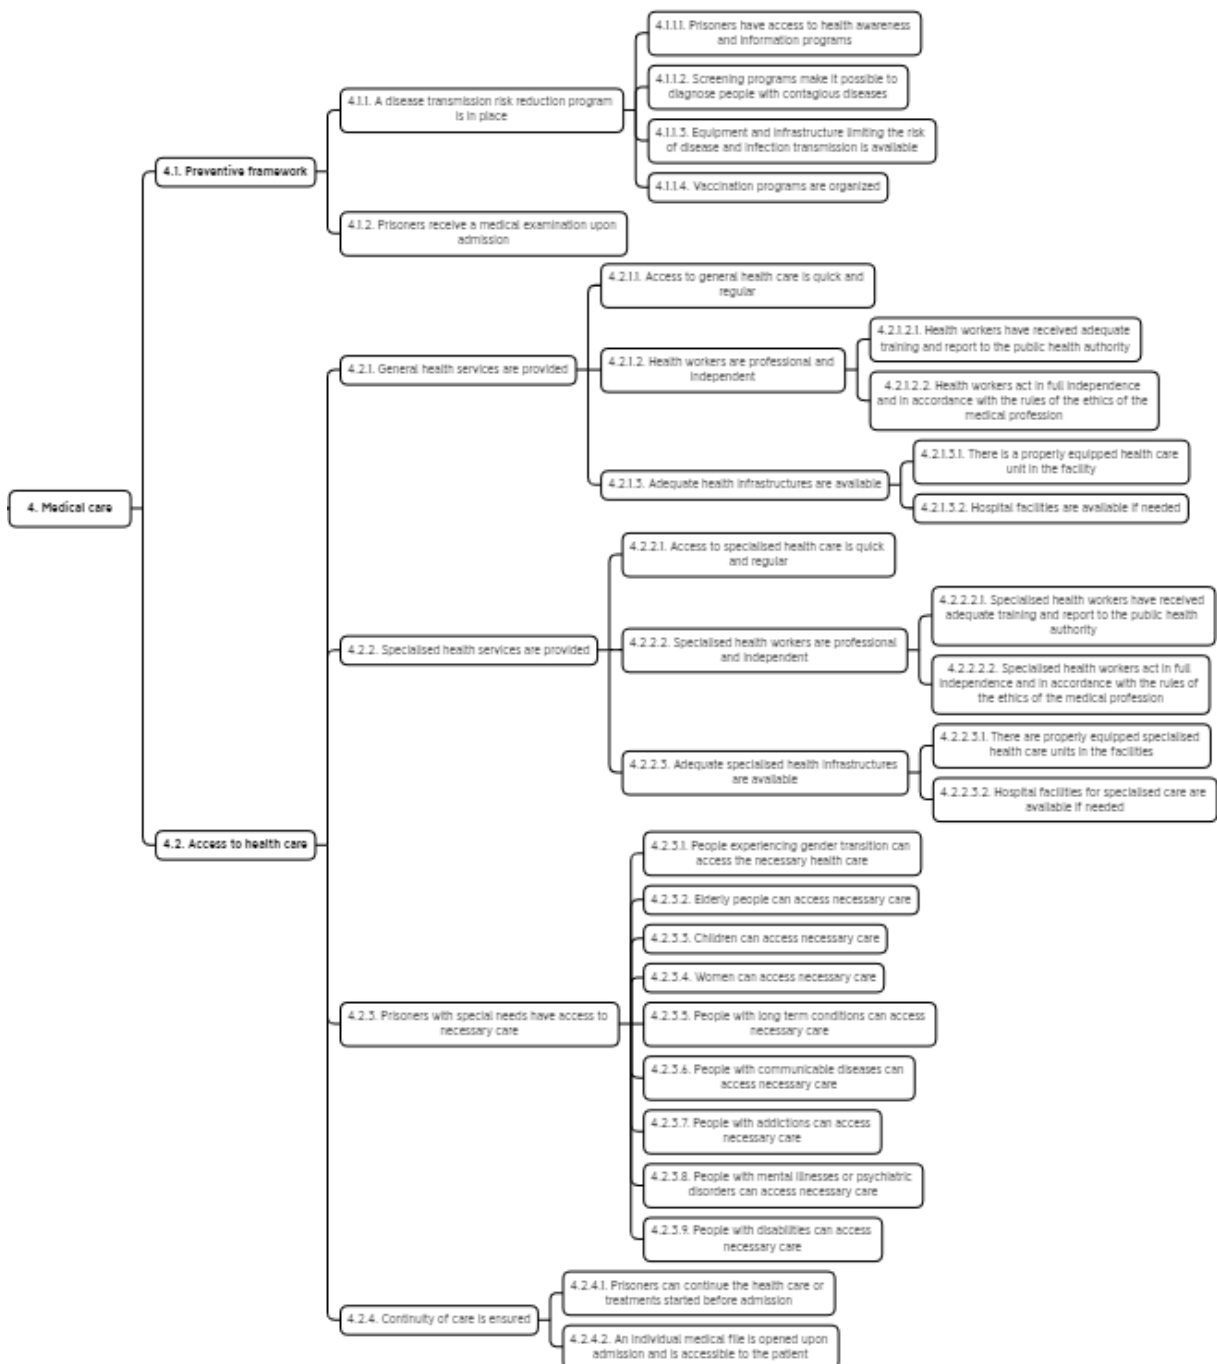 4.1.1.1. Prisoners have access to health awareness
and information programs
4.1.1.2. Screening programs make it possible to
diagnose people with contagious diseases
4.1.1. A disease transmission risk reduction program
is in place
4.1.1.3. Equipment and infrastructure limiting the risk
of disease and infection transmission is available
4.1. Preventive framework
4.1.1.4. Vaccination programs are organized
4.1.2. Prisoners receive a medical examination upon
admission
4.2.1.1. Access to general health care is quick and
regular
4.2.1.2.1. Health workers have received adequate
training and report to the public health authority
4.2.1. General health services are provided
4.2.1.2. Health workers are professional and
independent
4.2.1.2.2. Health workers act in full independence
and in accordance with the rules of the ethics of the
medical profession
4.2.1.3.1. There is a properly equipped health care
unit in the facility
4.2.1.3. Adequate health infrastructures are available
4.2.1.3.2. Hospital facilities are available if needed
4. Medical care
4.2.2.1. Access to specialised health care is quick
and regular
4.2.2.2.1. Specialised health workers have received
adequate training and report to the public health
authority
4.2.2. Specialised health services are provided
4.2.2.2. Specialised health workers are professional
and independent
4.2.2.2.2. Specialised health workers act in full
independence and in accordance with the rules of
the ethics of the medical profession
4.2.2.3.1. There are properly equipped specialised
health care units in the facilities
4.2.2.3. Adequate specialised health infrastructures
are available
4.2.2.3.2. Hospital facilities for specialised care are
available if needed
4.2. Access to health care
4.2.3.1. People experiencing gender transition can
access the necessary health care
4.2.3.2. Elderly people can access necessary care
4.2.3.3. Children can access necessary care
4.2.3.4. Women can access necessary care
4.2.3. Prisoners with special needs have access to
necessary care
4.2.3.5. People with long term conditions can access
necessary care
4.2.3.6. People with communicable diseases can
access necessary care
4.2.3.7. People with addictions can access
necessary care
4.2.3.8. People with mental illnesses or psychiatric
disorders can access necessary care
4.2.3.9. People with disabilities can access
necessary care
4.2.4.1. Prisoners can continue the health care or
treatments started before admission
4.2.4. Continuity of care is ensured
4.2.4.2. An individual medical file is opened upon
admission and is accessible to the patient